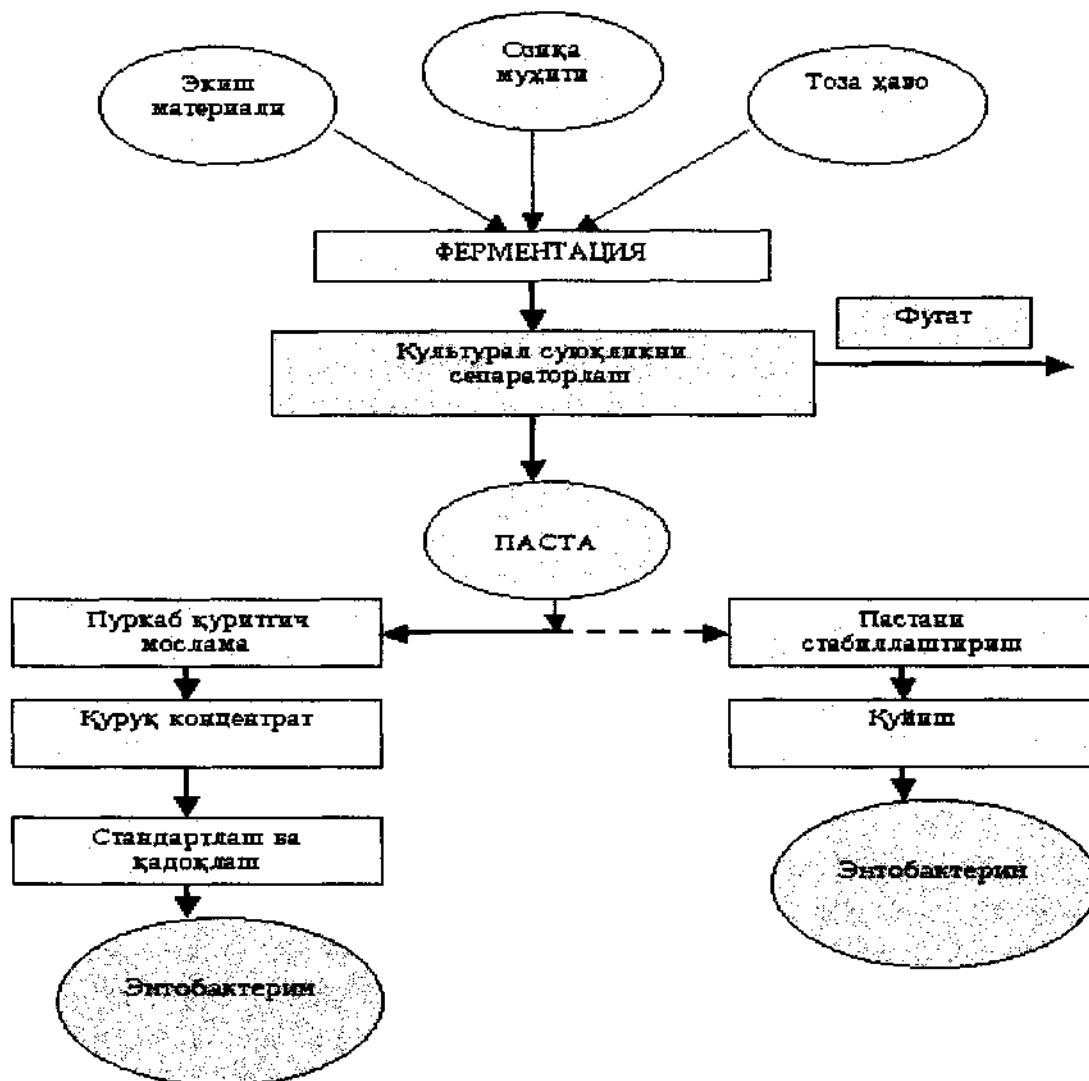 Экиш
материали
Озиқа
муҳити
Тоза ҳаво
ФЕРМЕНТАЦИЯ
Фугат
Культурал суюқликни
сепараторлаш
ПАСТА
Пуркаб қуритгич
мослама
Пастани
стабиллаштириш
Қуруқ концентрат
Қуйиш
Стандартлаш ва
қадоқлаш
Энтобактерин
Энтобактерин